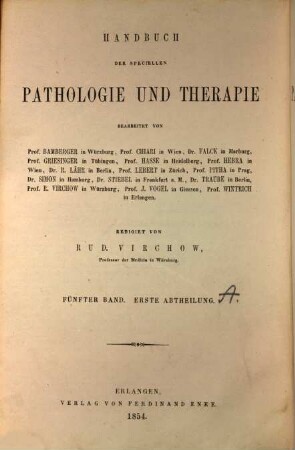 HANDBUCH
DER SPECIELLEN
PATHOLOGIE UND THERAPIE
BEARBEITET VON
Prof. BAMBERGER in Würzburg, Prof. CHIARI in Wien, Dr. FALCK in Marburg,
Prof. GRIESINGER in Tübingen, Prof. HASSE in Heidelberg, Prof. HEBRA in
Wien, Dr. R. LÄHR in Berlin, Prof. LEBERT in Zürich, Prof. PITHA in Prag,
Dr. SIMON in Homburg, Dr. STIEBEL in Frankfurt a. M., Dr. TRAUBE in Berlin,
Prof. R. VIRCHOW in Würzburg, Prof. J. VOGEL in Giessen, Prof. WINTRICH
in Erlangen.
REDIGIRT VON
RUD. VIRCHOW,
Professor der Medicin in Würzburg.
FÜNFTER BAND. ERSTE ABTHEILUNG. A.
ERLANGEN,
VERLAG VON FERDINAND ENKE.
1854.